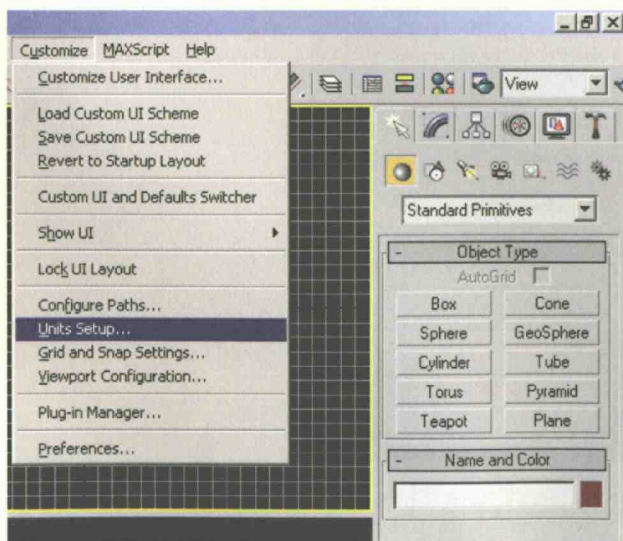 Customize MAXScript Help
Customize User Interface...
Load Custom UI Scheme
Save Custom UI Scheme
Revert to Startup Layout
Custom UI and Defaults Switcher
Show UI
Lock UI Layout
Configure Paths...
Units Setup...
Grid and Snap Settings...
Viewport Configuration...
Plug-in Manager...
Preferences...
View
Standard Primitives
- Object Type
AutoGrid
Box Cone
Sphere GeoSphere
Cylinder Tube
Torus Pyramid
Teapot Plane
- Name and Color